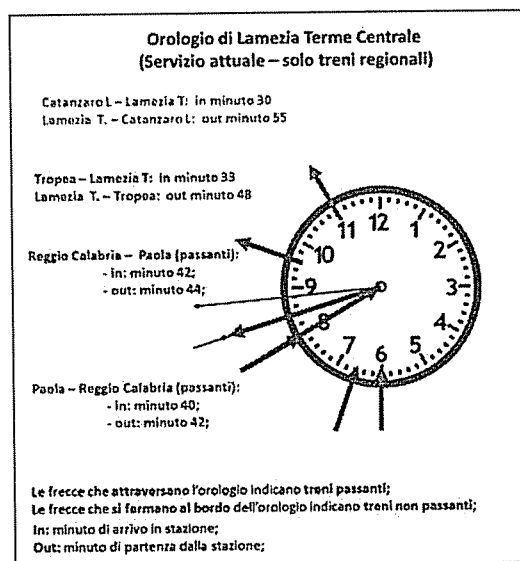 Orologio di Lamezia Terme Centrale
(Servizio attuale – solo treni regionali)
Catanzaro L – Lamezia T: in minuto 30
Lamezia T. – Catanzaro L: out minuto 55
Tropea – Lamezia T: in minuto 33
Lamezia T. – Tropea: out minuto 48
Reggio Calabria – Paola (passanti):
- in: minuto 42;
- out: minuto 44;
Paola – Reggio Calabria (passanti):
- in: minuto 40;
- out: minuto 42;
12
1
2
3
4
5
6
7
8
9
10
11
Le frecce che attraversano l'orologio indicano treni passanti;
Le frecce che si formano al bordo dell'orologio indicano treni non passanti;
In: minuto di arrivo in stazione;
Out: minuto di partenza dalla stazione;